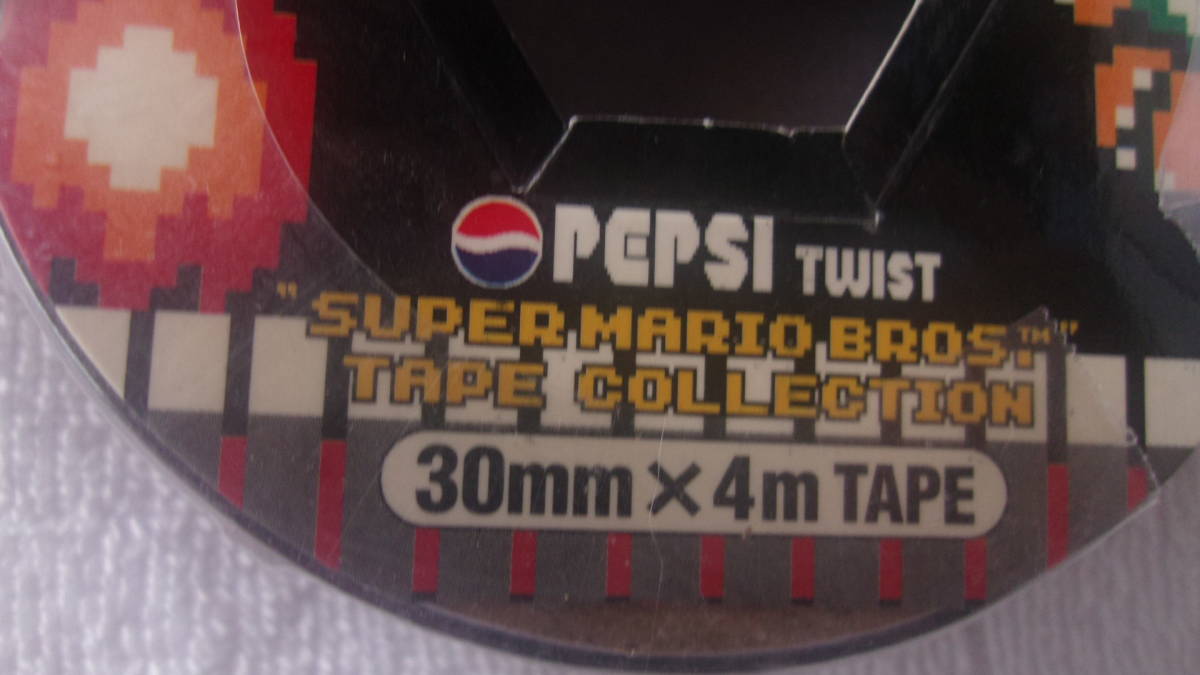 PEPSI TWIST
"SUPER MARIO BROS.™"
TAPE COLLECTION
30mm×4m TAPE